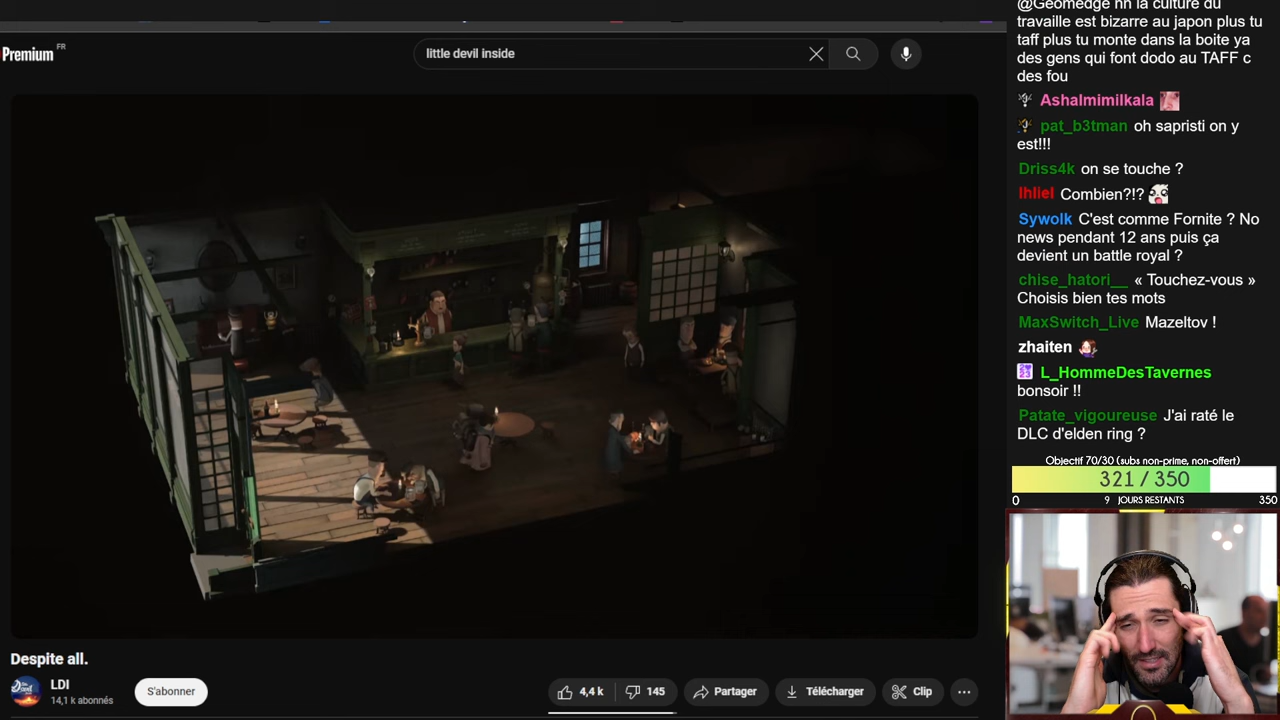 Premium FR
little devil inside
@Geomedge nn la culture du
travaille est bizarre au japon plus tu
taff plus tu monte dans la boite ya
des gens qui font dodo au TAFF c
des fou
Ashalmimilkala
pat_b3tman oh sapristi on y
est!!!
Driss4k on se touche ?
Ihliel Combien?!?
Sywolk C'est comme Fornite ? No
news pendant 12 ans puis ça
devient un battle royal ?
chise_hatori__ « Touchez-vous »
Choisis bien tes mots
MaxSwitch_Live Mazeltov !
zhaiten
L_HommeDesTavernes
bonsoir !!
Patate_vigoureuse J'ai raté le
DLC d'elden ring ?
Objectif 70/30 (subs non-prime, non-offert)
321 / 350
0 9 JOURS RESTANTS 350
Despite all.
LDI
14,1 k abonnés
S'abonner
4,4 k
145
Partager
Télécharger
Clip